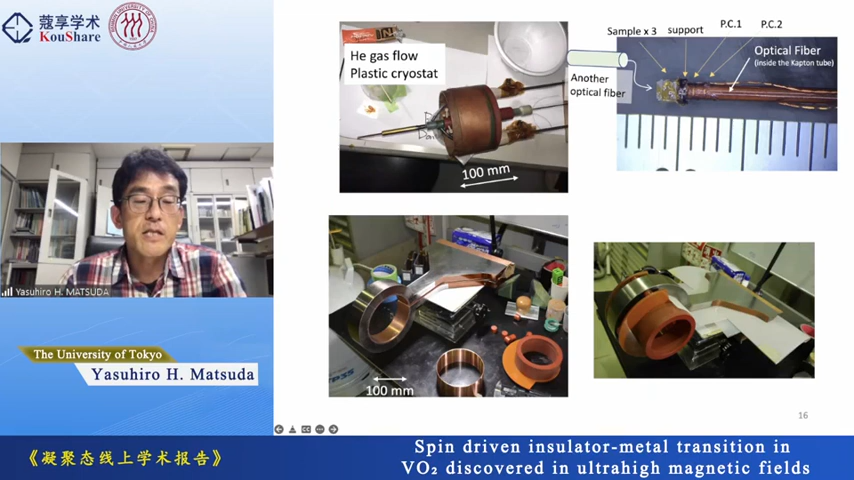 蔻享学术
KouShare
He gas flow
Plastic cryostat
100 mm
Sample x 3
support
P.C.1
P.C.2
Optical Fiber
(inside the Kapton tube)
Another
optical fiber
100 mm
Yasuhiro H. MATSUDA
The University of Tokyo
Yasuhiro H. Matsuda
16
《凝聚态线上学术报告》
Spin driven insulator-metal transition in
VO₂ discovered in ultrahigh magnetic fields